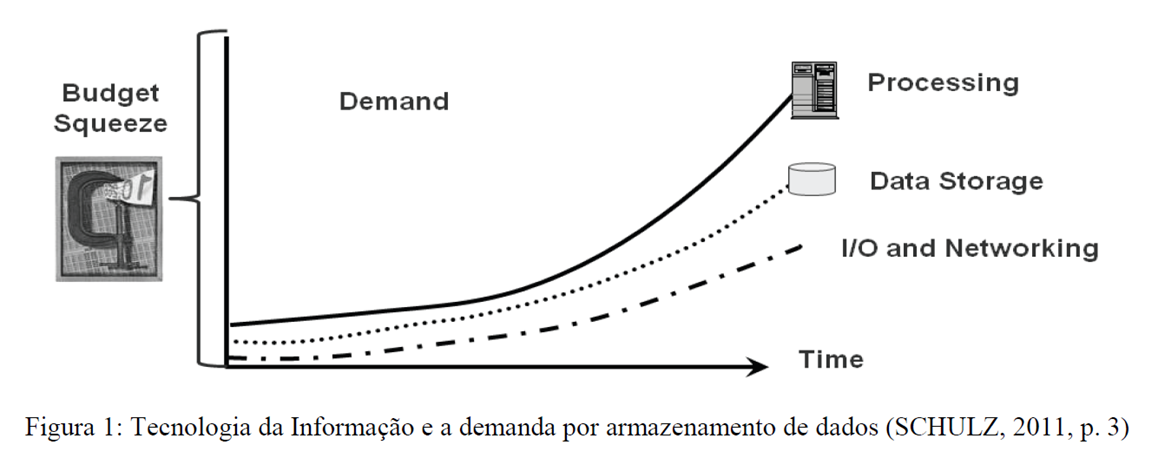 Budget
Squeeze
Demand
Processing
Data Storage
I/O and Networking
Time
Figura 1: Tecnologia da Informação e a demanda por armazenamento de dados (SCHULZ, 2011, p. 3)